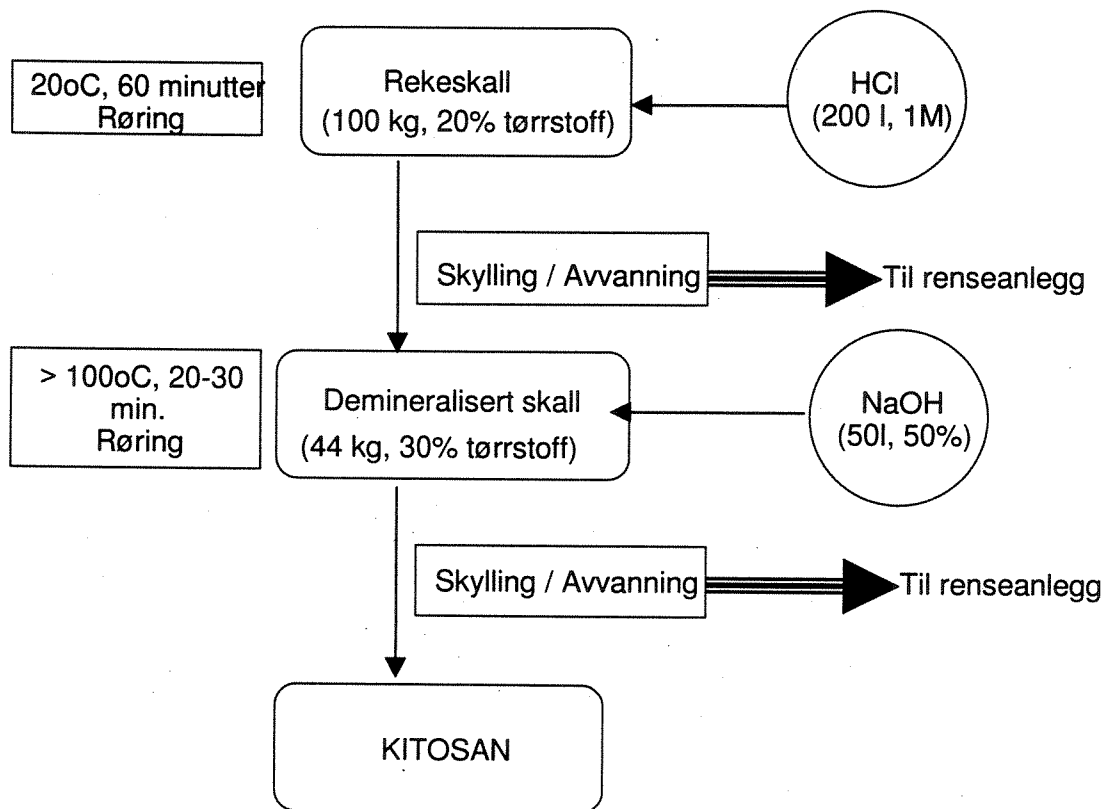 20oC, 60 minutter
Røring
Rekeskall
(100 kg, 20% tørrstoff)
HCl
(200 l, 1M)
Skylling / Avvanning
Til renseanlegg
> 100oC, 20-30
min.
Røring
Demineralisert skall
(44 kg, 30% tørrstoff)
NaOH
(50l, 50%)
Skylling / Avvanning
Til renseanlegg
KITOSAN